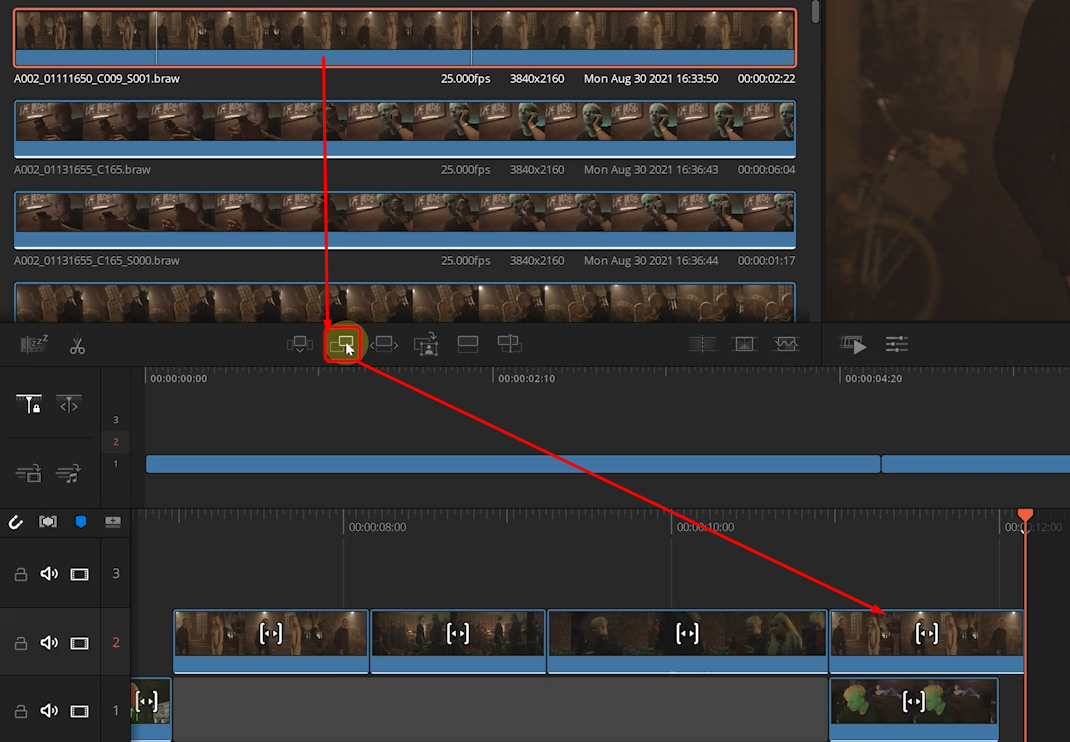 A002_01111650_C009_S001.braw 25.000fps 3840x2160 Mon Aug 30 2021 16:33:50 00:00:02:22
A002_01131655_C165.braw 25.000fps 3840x2160 Mon Aug 30 2021 16:36:43 00:00:06:04
A002_01131655_C165_S000.braw 25.000fps 3840x2160 Mon Aug 30 2021 16:36:44 00:00:01:17
zzZ
00:00:00:00 00:00:02:10 00:00:04:20
3
2
1
00:00:08:00 00:00:10:00 00:00:12:00
3
2
1